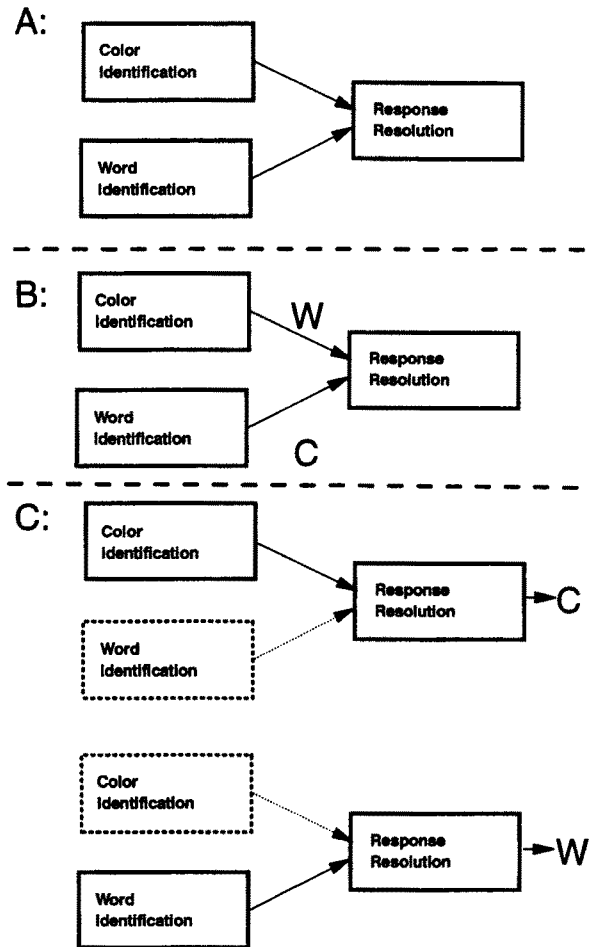 A:
Color
Identification
Response
Resolution
Word
Identification
B:
Color
Identification
W
Response
Resolution
Word
Identification
C
C:
Color
Identification
Response
Resolution
C
Word
Identification
Color
Identification
Response
Resolution
W
Word
Identification